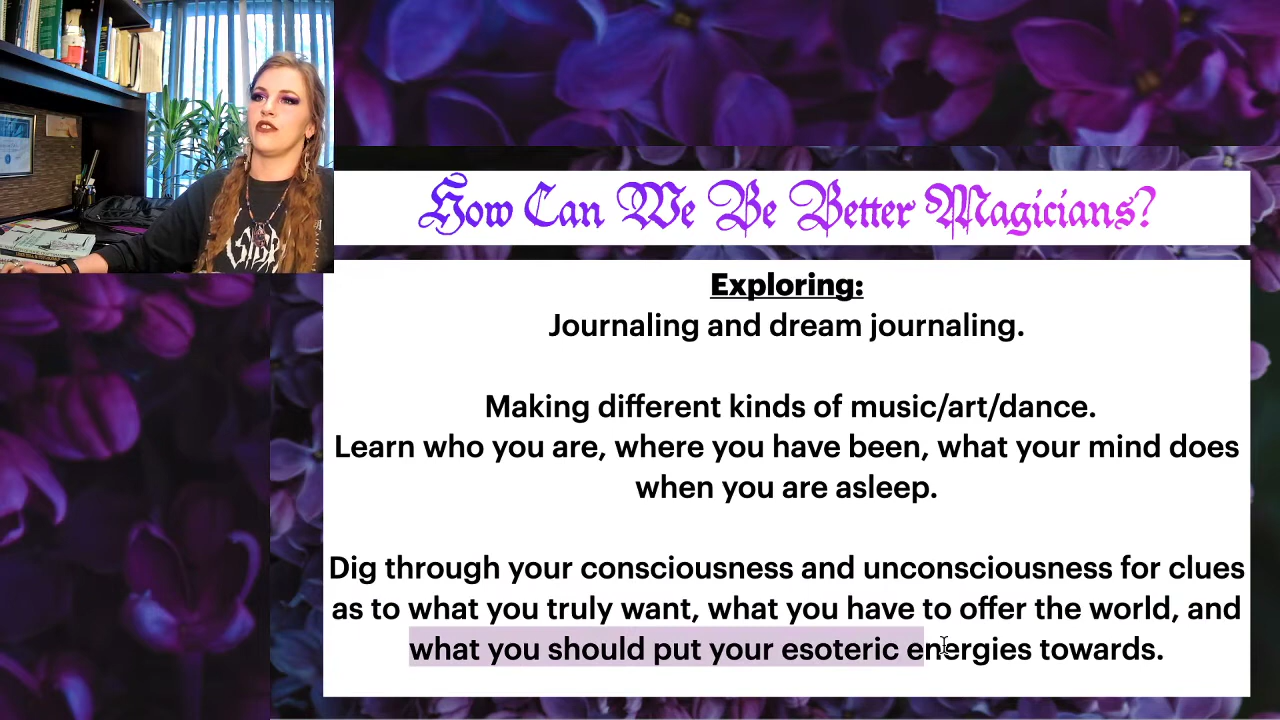 How Can We Be Better Magicians?
Exploring:
Journaling and dream journaling.
Making different kinds of music/art/dance.
Learn who you are, where you have been, what your mind does
when you are asleep.
Dig through your consciousness and unconsciousness for clues
as to what you truly want, what you have to offer the world, and
what you should put your esoteric energies towards.